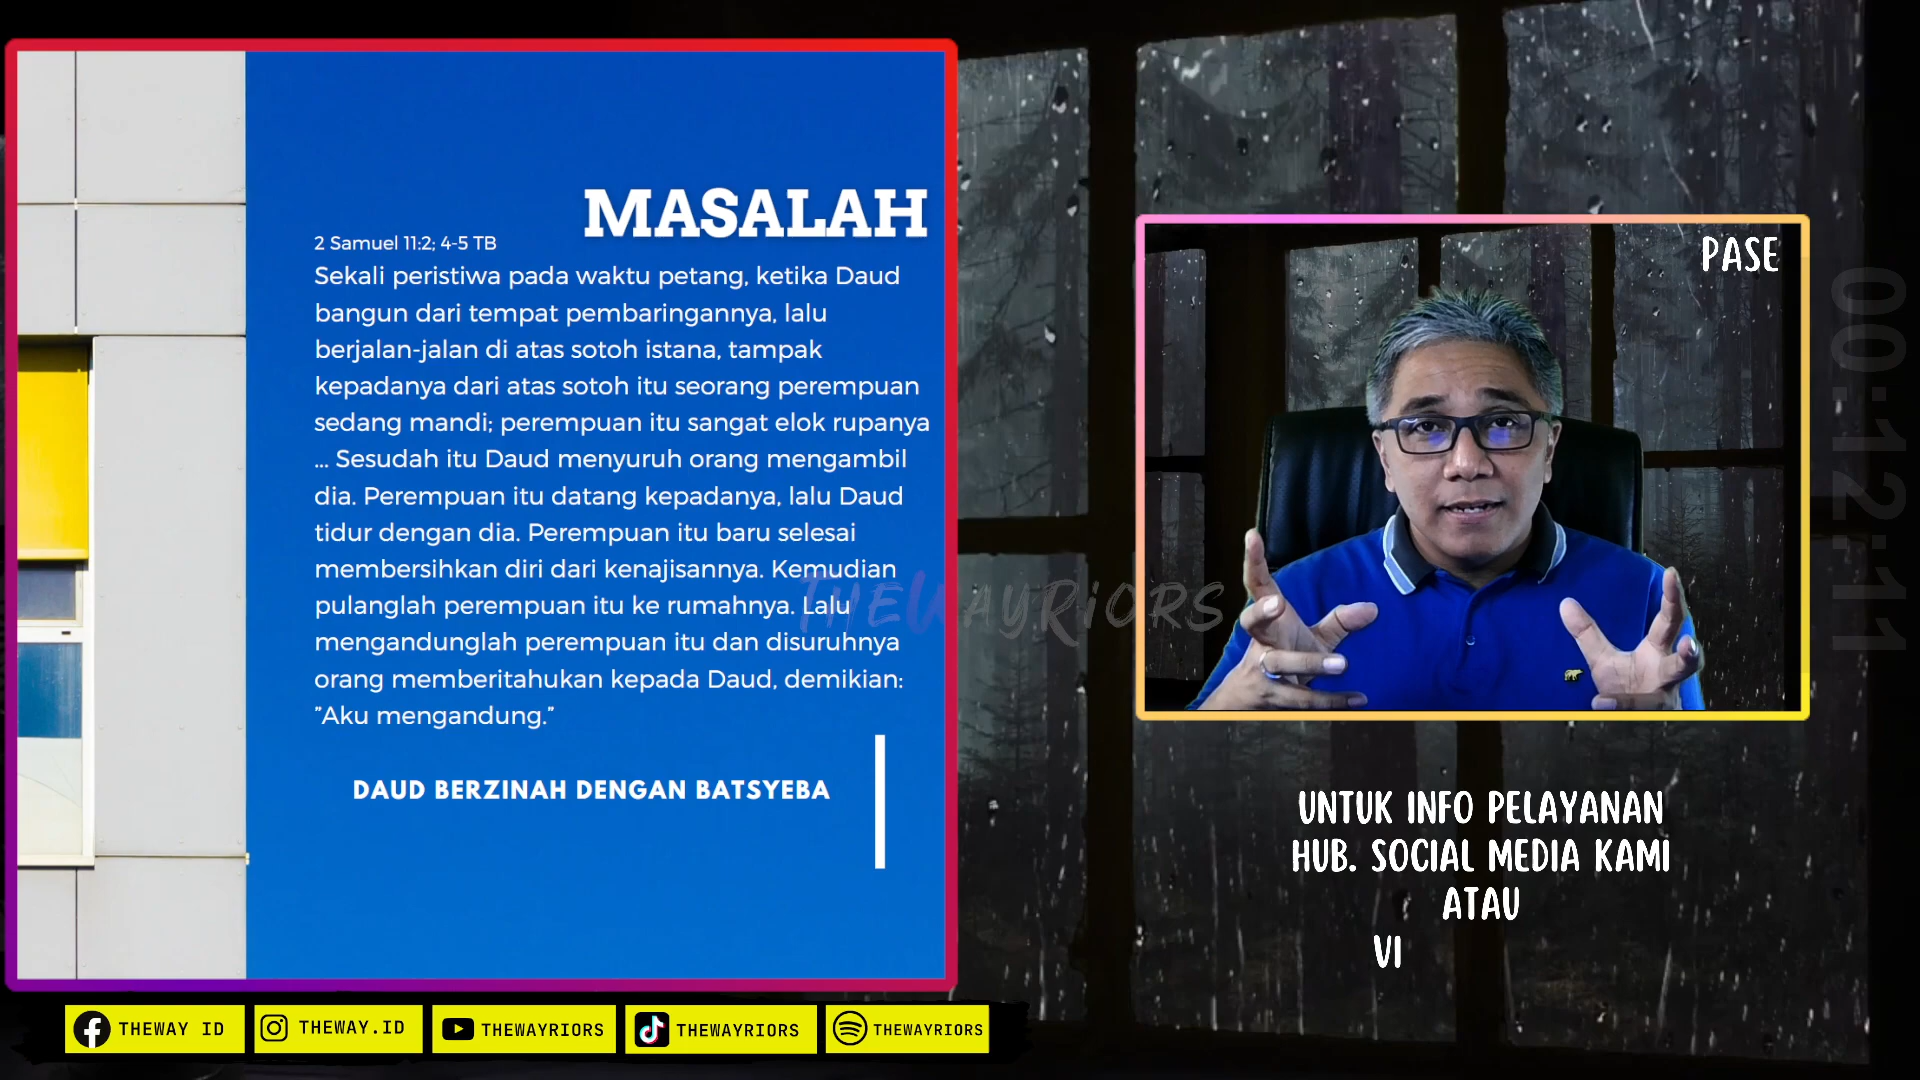 MASALAH
2 Samuel 11:2; 4-5 TB
Sekali peristiwa pada waktu petang, ketika Daud
bangun dari tempat pembaringannya, lalu
berjalan-jalan di atas sotoh istana, tampak
kepadanya dari atas sotoh itu seorang perempuan
sedang mandi; perempuan itu sangat elok rupanya
... Sesudah itu Daud menyuruh orang mengambil
dia. Perempuan itu datang kepadanya, lalu Daud
tidur dengan dia. Perempuan itu baru selesai
membersihkan diri dari kenajisannya. Kemudian
pulanglah perempuan itu ke rumahnya. Lalu
mengandunglah perempuan itu dan disuruhnya
orang memberitahukan kepada Daud, demikian:
"Aku mengandung."
DAUD BERZINAH DENGAN BATSYEBA
THEWAYRiORS
PASE
00:12:11
UNTUK INFO PELAYANAN
HUB. SOCIAL MEDIA KAMI
ATAU
VI
THEWAY ID
THEWAY.ID
THEWAYRIORS
THEWAYRIORS
THEWAYRIORS